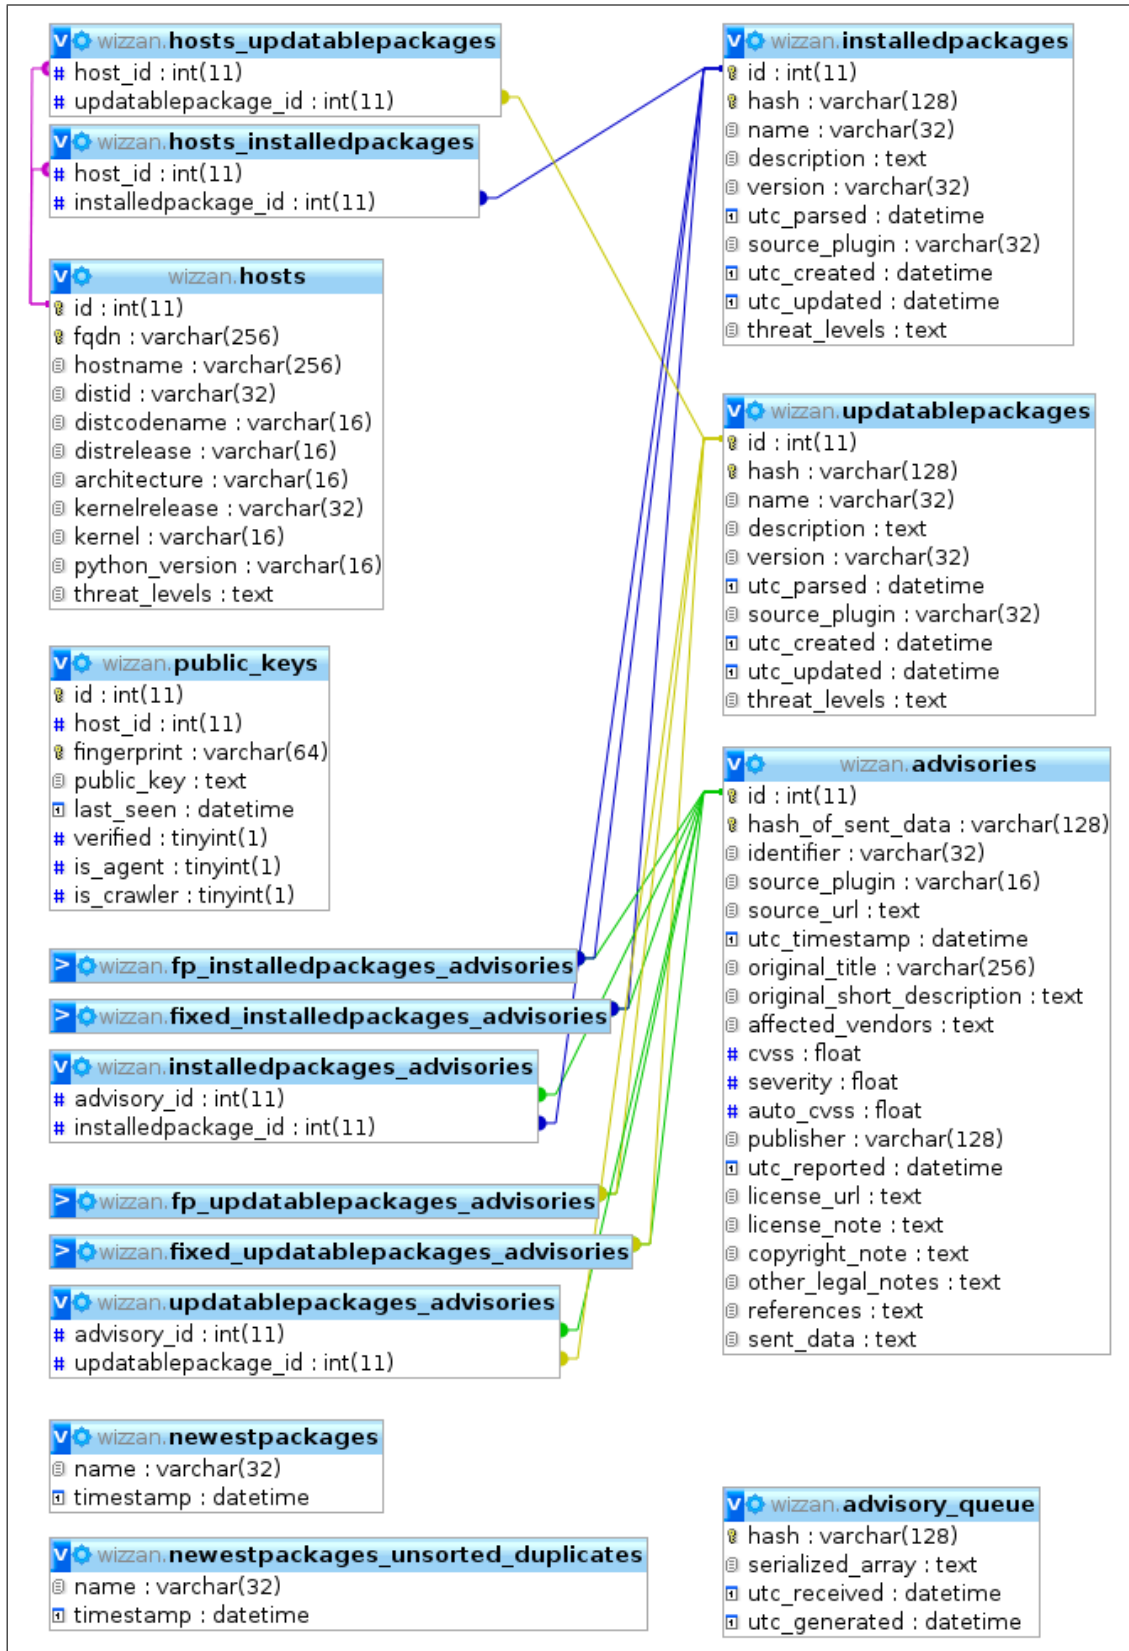 wizzan.hosts_updatablepackages
host_id : int(11)
updatablepackage_id : int(11)
wizzan.hosts_installedpackages
host_id : int(11)
installedpackage_id : int(11)
wizzan.hosts
id : int(11)
fqdn : varchar(256)
hostname : varchar(256)
distid : varchar(32)
distcodename : varchar(16)
distrelease : varchar(16)
architecture : varchar(16)
kernelrelease : varchar(32)
kernel : varchar(16)
python_version : varchar(16)
threat_levels : text
wizzan.public_keys
id : int(11)
host_id : int(11)
fingerprint : varchar(64)
public_key : text
last_seen : datetime
verified : tinyint(1)
is_agent : tinyint(1)
is_crawler : tinyint(1)
wizzan.fp_installedpackages_advisories
wizzan.fixed_installedpackages_advisories
wizzan.installedpackages_advisories
advisory_id : int(11)
installedpackage_id : int(11)
wizzan.fp_updatablepackages_advisories
wizzan.fixed_updatablepackages_advisories
wizzan.updatablepackages_advisories
advisory_id : int(11)
updatablepackage_id : int(11)
wizzan.newestpackages
name : varchar(32)
timestamp : datetime
wizzan.newestpackages_unsorted_duplicates
name : varchar(32)
timestamp : datetime
wizzan.installedpackages
id : int(11)
hash : varchar(128)
name : varchar(32)
description : text
version : varchar(32)
utc_parsed : datetime
source_plugin : varchar(32)
utc_created : datetime
utc_updated : datetime
threat_levels : text
wizzan.updatablepackages
id : int(11)
hash : varchar(128)
name : varchar(32)
description : text
version : varchar(32)
utc_parsed : datetime
source_plugin : varchar(32)
utc_created : datetime
utc_updated : datetime
threat_levels : text
wizzan.advisories
id : int(11)
hash_of_sent_data : varchar(128)
identifier : varchar(32)
source_plugin : varchar(16)
source_url : text
utc_timestamp : datetime
original_title : varchar(256)
original_short_description : text
affected_vendors : text
cvss : float
severity : float
auto_cvss : float
publisher : varchar(128)
utc_reported : datetime
license_url : text
license_note : text
copyright_note : text
other_legal_notes : text
references : text
sent_data : text
wizzan.advisory_queue
hash : varchar(128)
serialized_array : text
utc_received : datetime
utc_generated : datetime